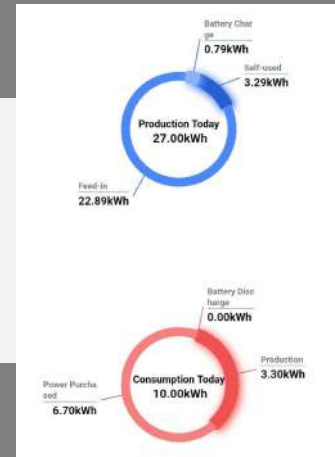 Battery Char
ge
0.79kWh
Self-used
3.29kWh
Production Today
27.00kWh
Feed-in
22.89kWh
Battery Disc
harge
0.00kWh
Production
3.30kWh
Consumption Today
10.00kWh
Power Purcha
sed
6.70kWh